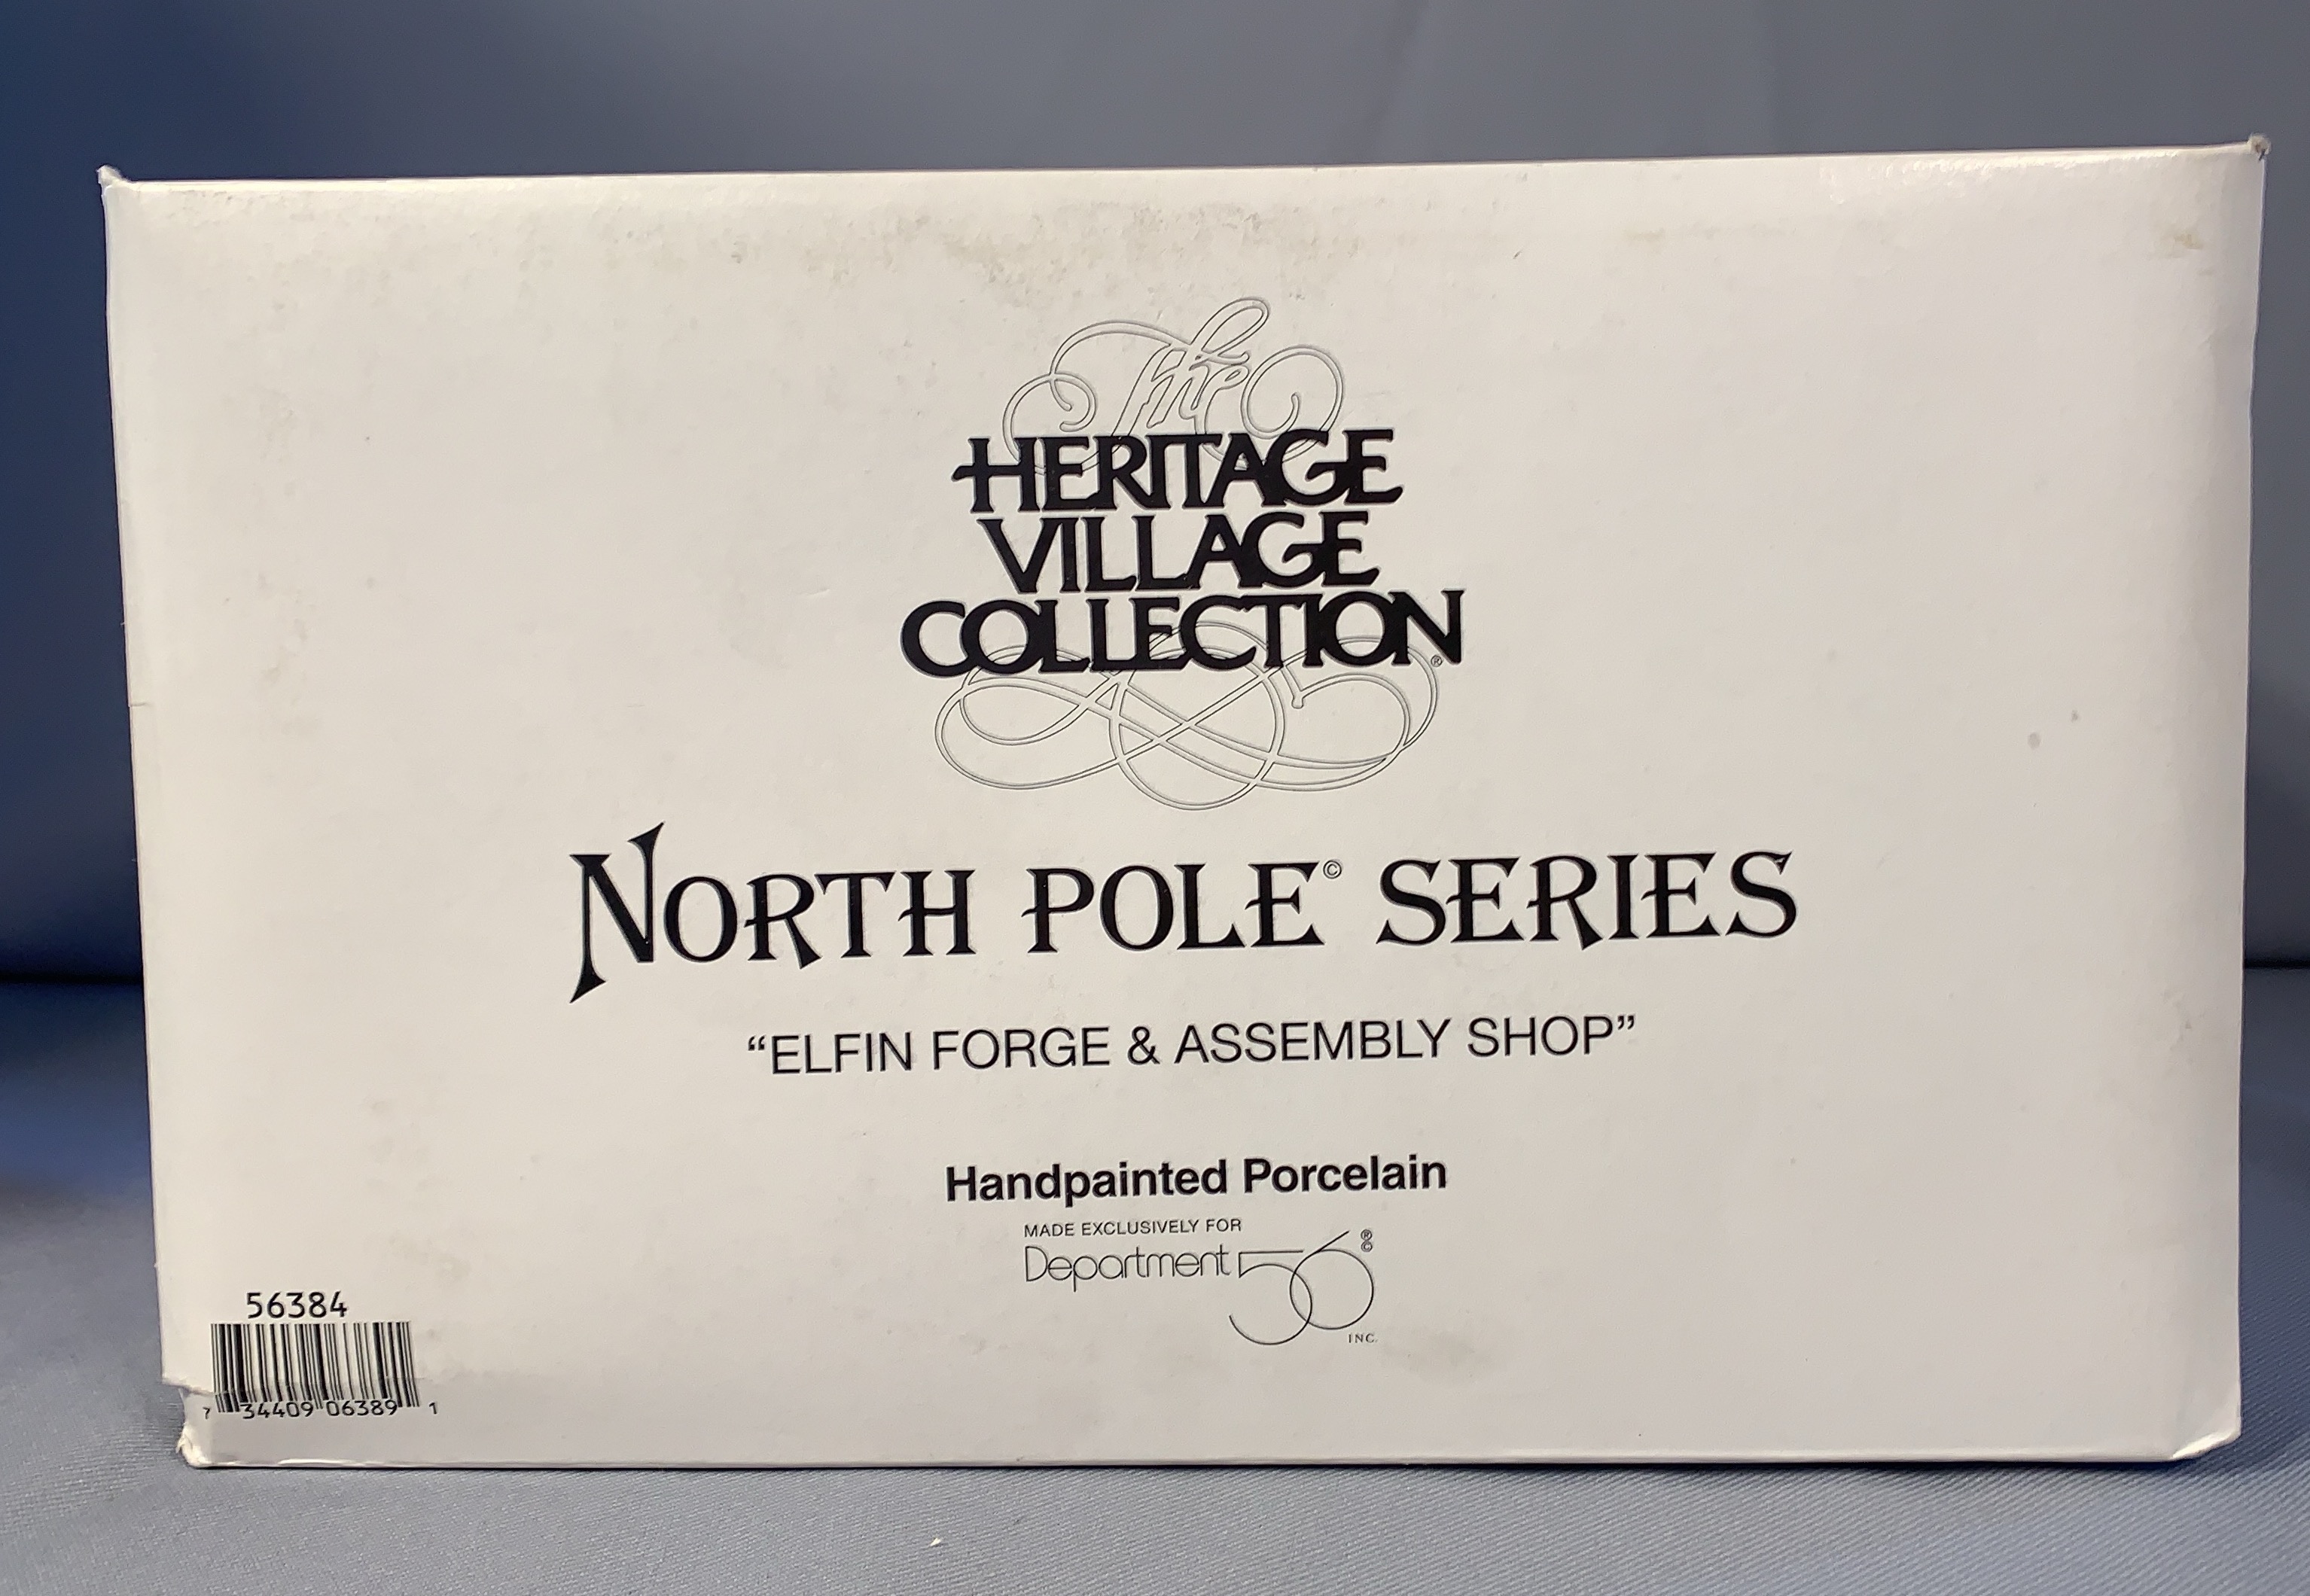 The
HERITAGE
VILLAGE
COLLECTION®
NORTH POLE© SERIES
“ELFIN FORGE & ASSEMBLY SHOP”
Handpainted Porcelain
MADE EXCLUSIVELY FOR
Department 56®©
INC.
56384
7 34409 06389 1